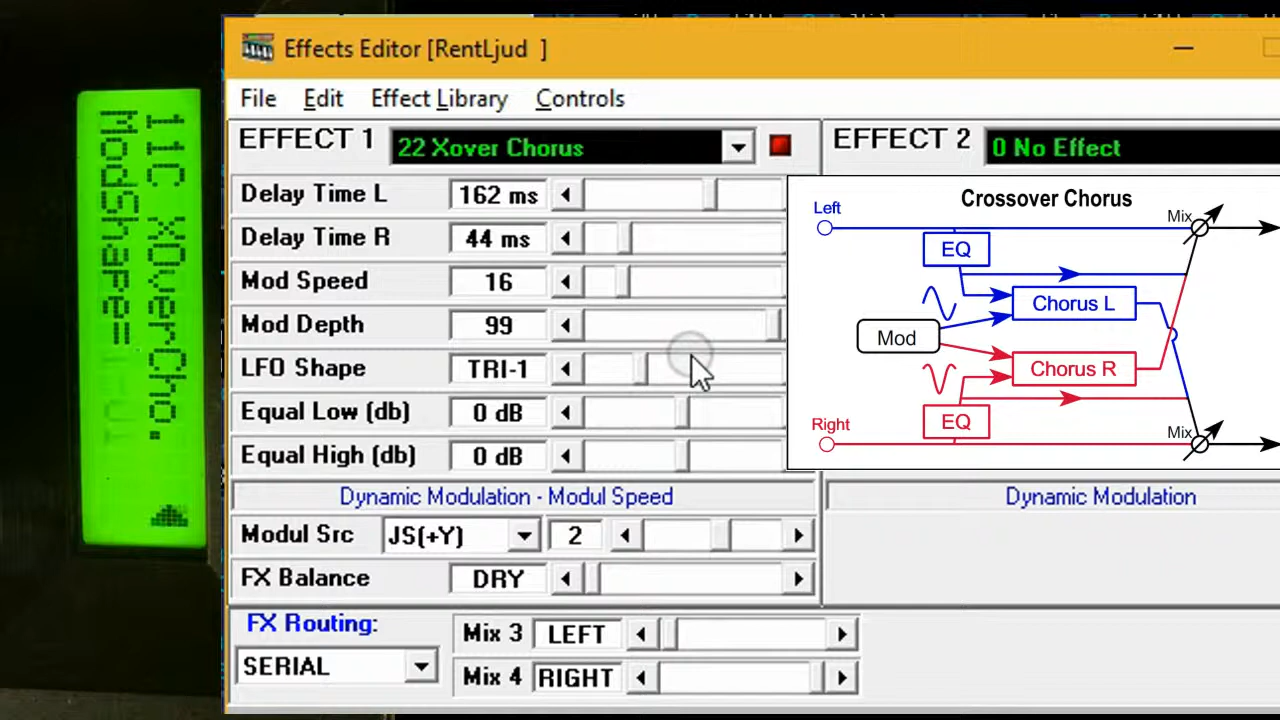 11C XOverCho.
ModShape=
Effects Editor [RentLjud ]
File Edit Effect Library Controls
EFFECT 1 22 Xover Chorus
Delay Time L 162 ms
Delay Time R 44 ms
Mod Speed 16
Mod Depth 99
LFO Shape TRI-1
Equal Low (db) 0 dB
Equal High (db) 0 dB
Dynamic Modulation - Modul Speed
Modul Src JS(+Y) 2
FX Balance DRY
FX Routing:
SERIAL
Mix 3 LEFT
Mix 4 RIGHT
EFFECT 2 0 No Effect
Crossover Chorus
Left
Mix
EQ
Chorus L
Mod
Chorus R
EQ
Right
Mix
Dynamic Modulation